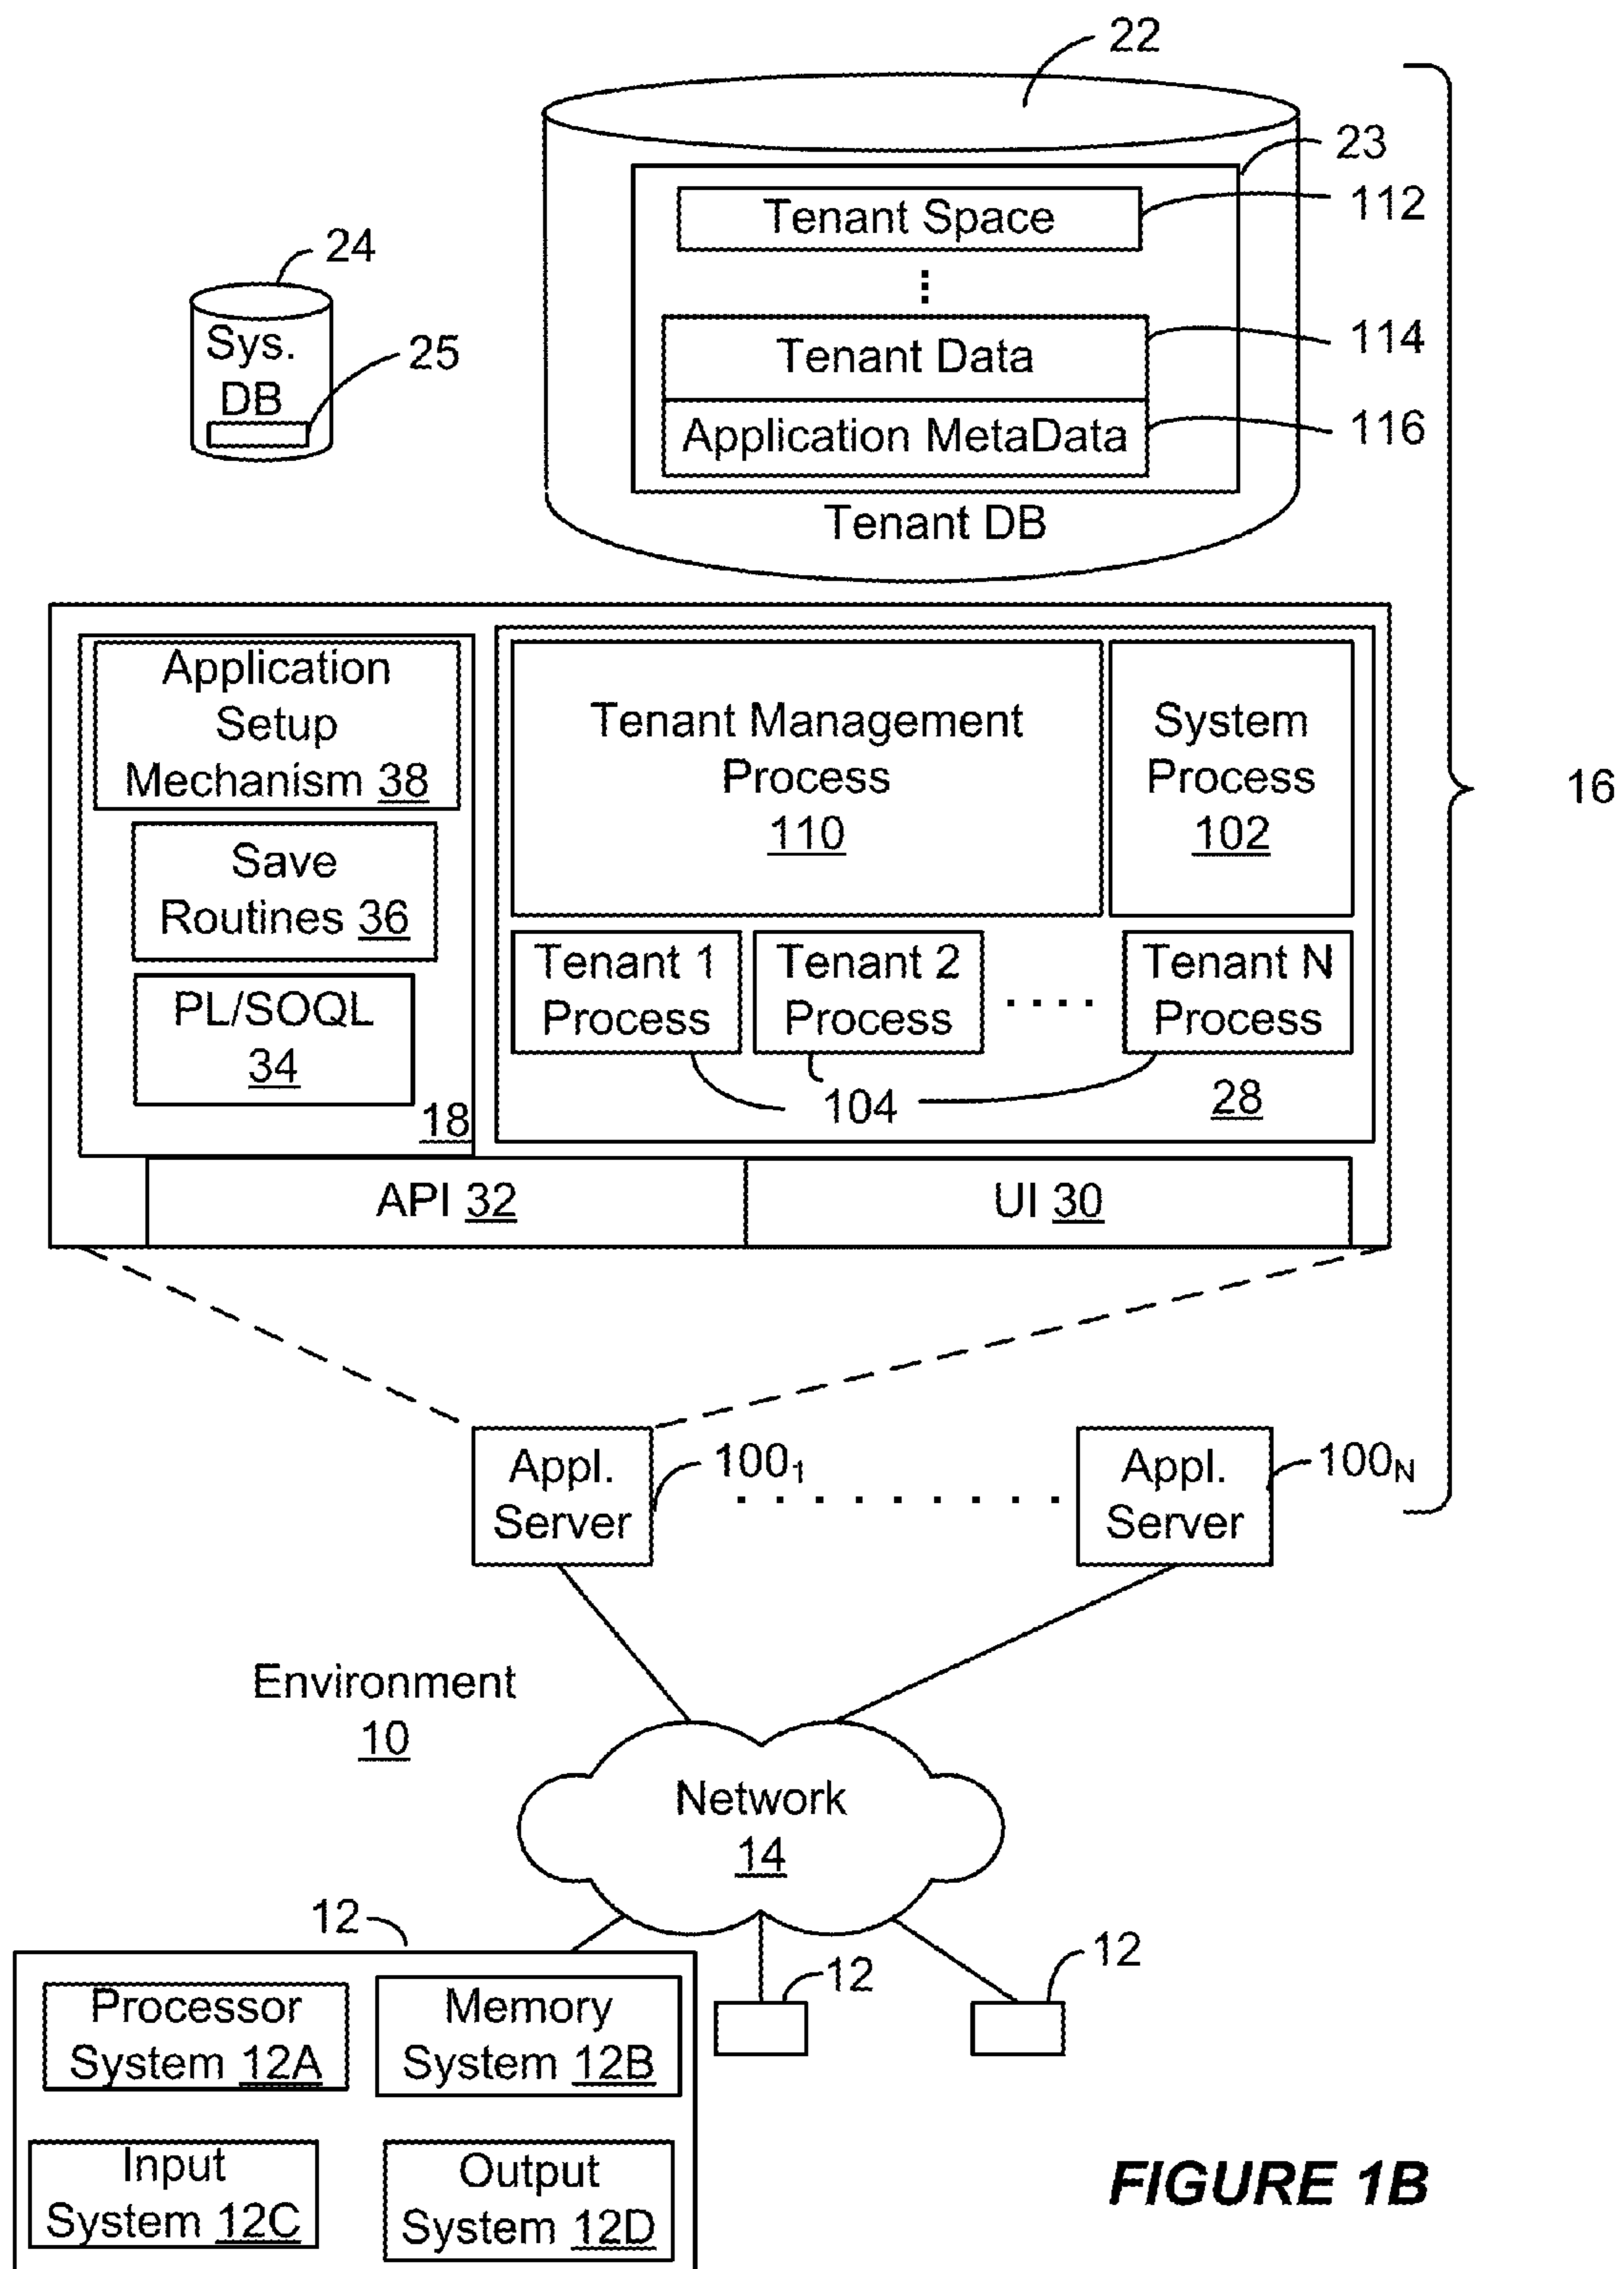 22
23
Tenant Space
112
24
Sys.
DB
25
Tenant Data
114
Application MetaData
116
Tenant DB
Application
Setup
Mechanism 38
Tenant Management
Process
110
System
Process
102
16
Save
Routines 36
PL/SOQL
34
18
Tenant 1
Process
Tenant 2
Process
. . . .
Tenant N
Process
104
28
API 32
UI 30
Appl.
Server
100₁
. . . . . . . . .
Appl.
Server
100N
Environment
10
Network
14
12
12
12
Processor
System 12A
Memory
System 12B
Input
System 12C
Output
System 12D
FIGURE 1B